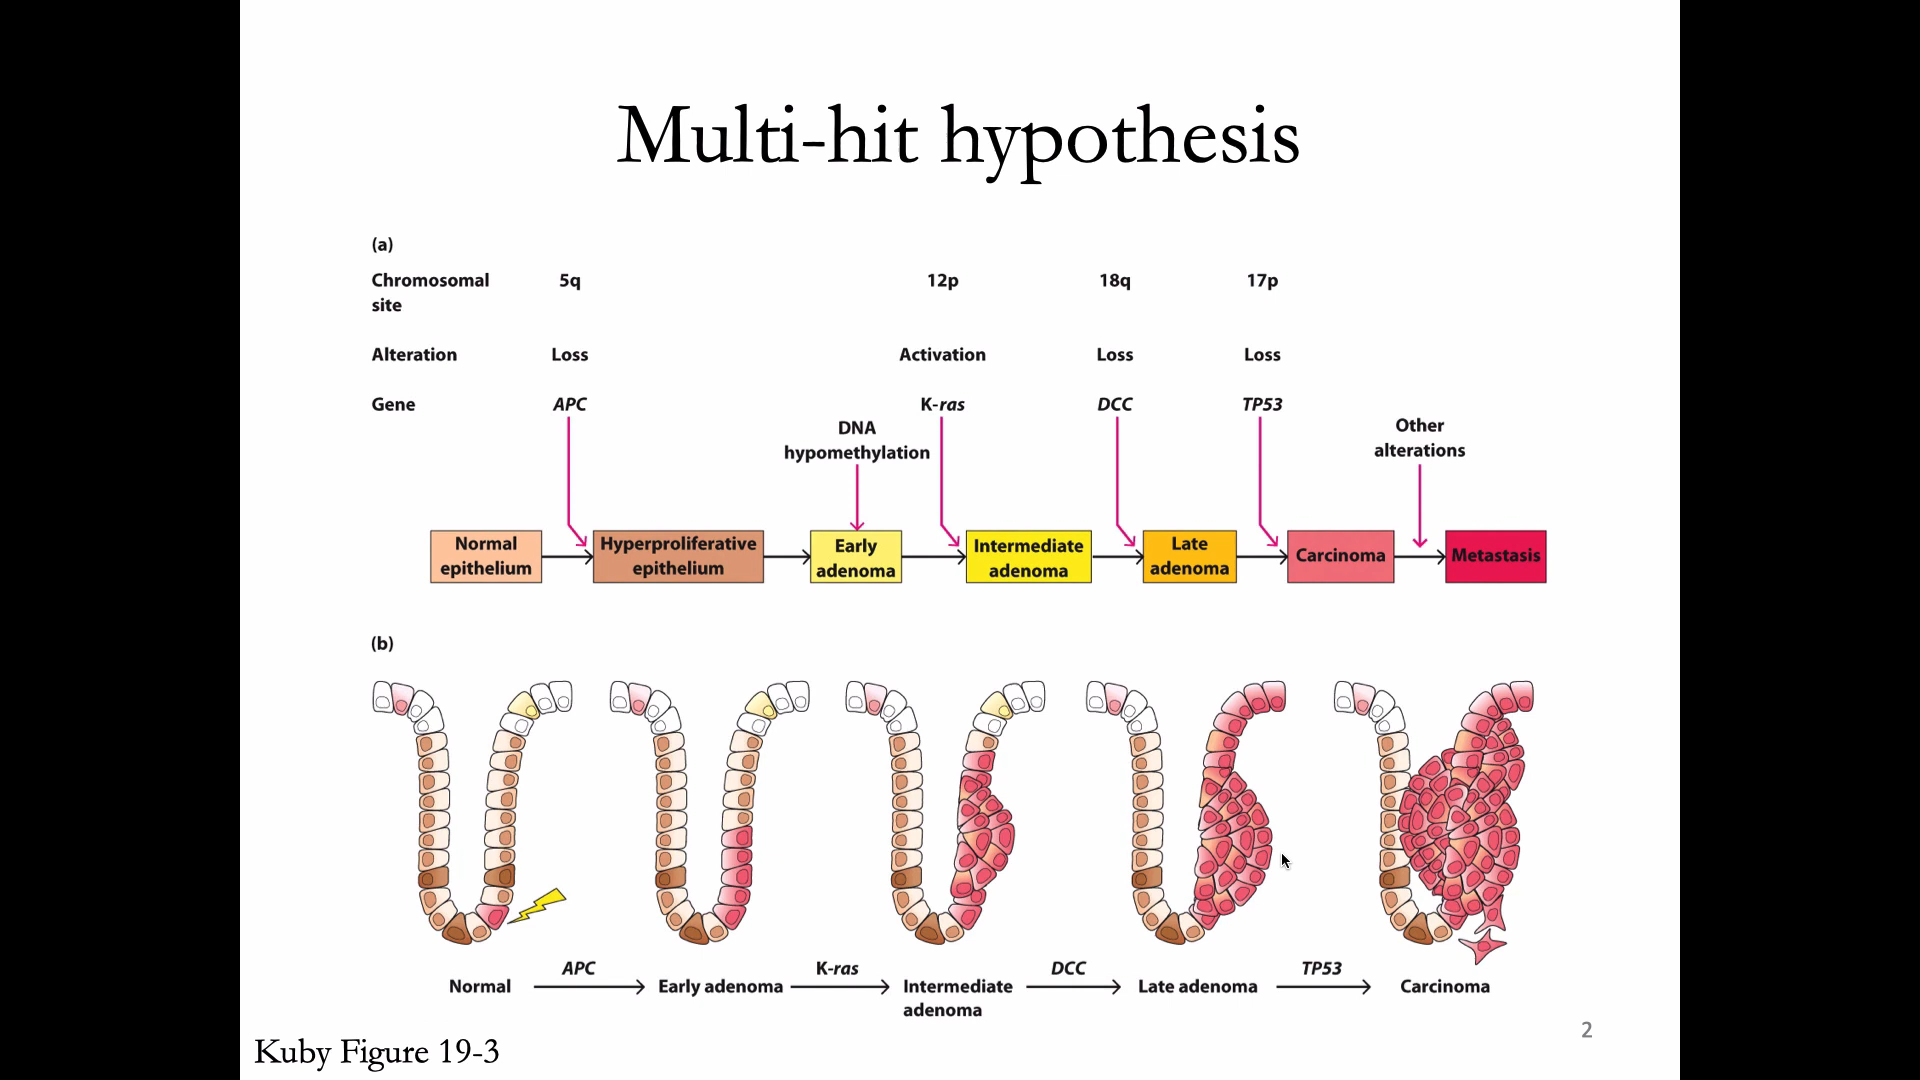 Multi-hit hypothesis
(a)
Chromosomal 5q 12p 18q 17p
site
Alteration Loss Activation Loss Loss
Gene APC K-ras DCC TP53
DNA
hypomethylation
Other
alterations
Normal
epithelium
Hyperproliferative
epithelium
Early
adenoma
Intermediate
adenoma
Late
adenoma
Carcinoma
Metastasis
(b)
APC K-ras DCC TP53
Normal Early adenoma Intermediate Late adenoma Carcinoma
adenoma
2
Kuby Figure 19-3